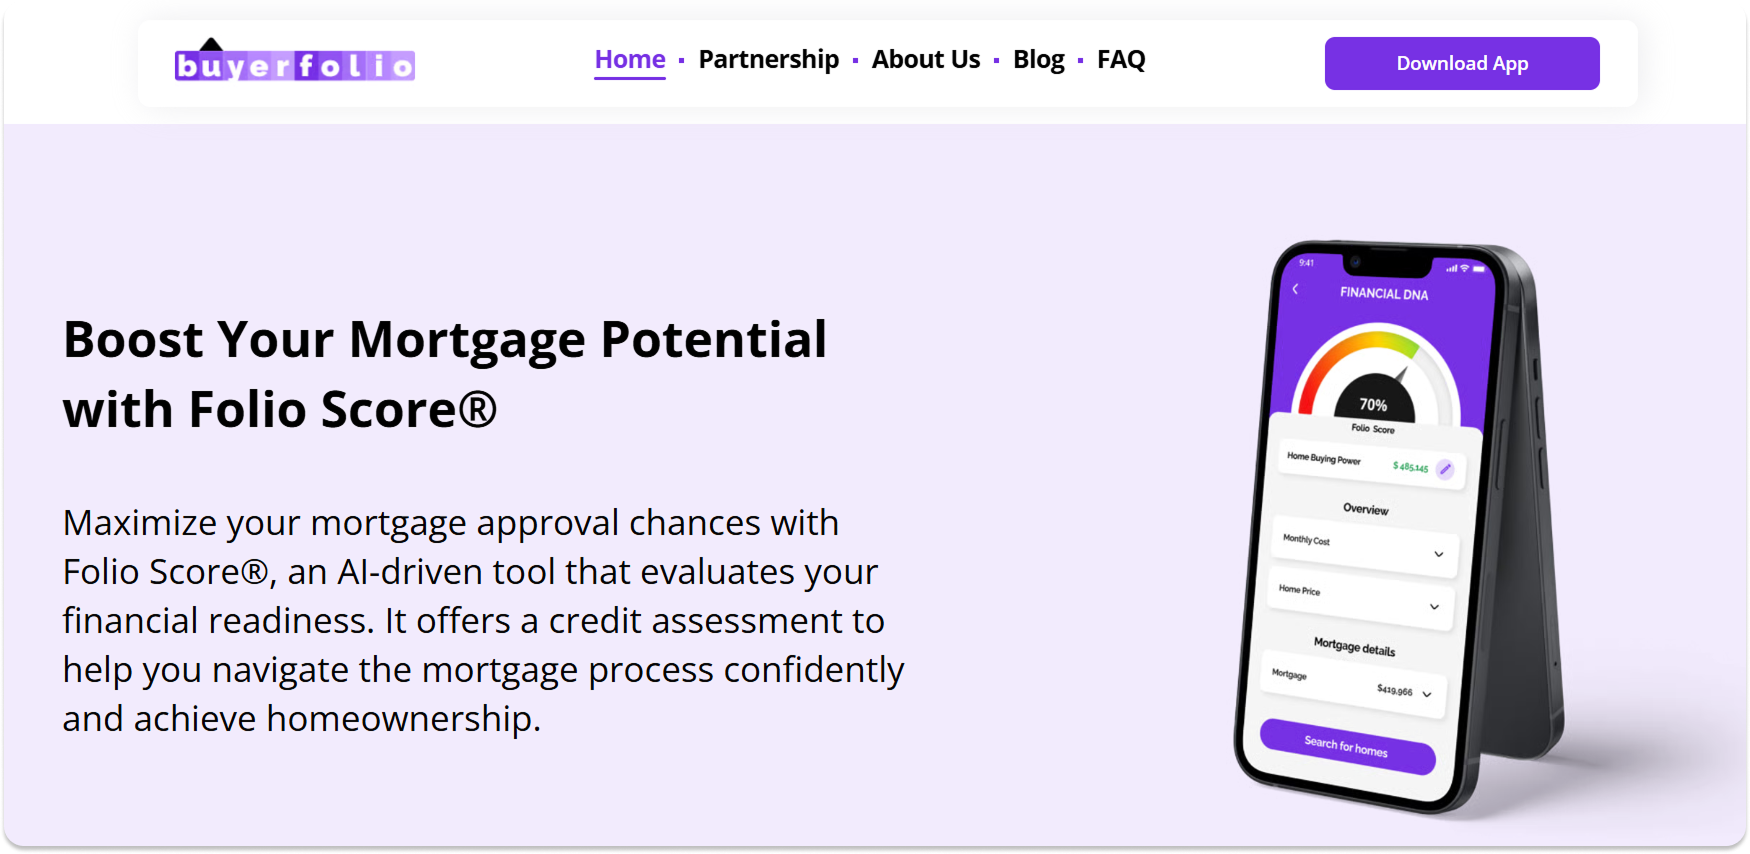 buyerfolio
Home ▪ Partnership ▪ About Us ▪ Blog ▪ FAQ
Download App
Boost Your Mortgage Potential
with Folio Score®
Maximize your mortgage approval chances with
Folio Score®, an AI-driven tool that evaluates your
financial readiness. It offers a credit assessment to
help you navigate the mortgage process confidently
and achieve homeownership.
9:41
FINANCIAL DNA
70%
Folio Score
Home Buying Power $ 485,145
Overview
Monthly Cost
Home Price
Mortgage details
Mortgage $419,966
Search for homes